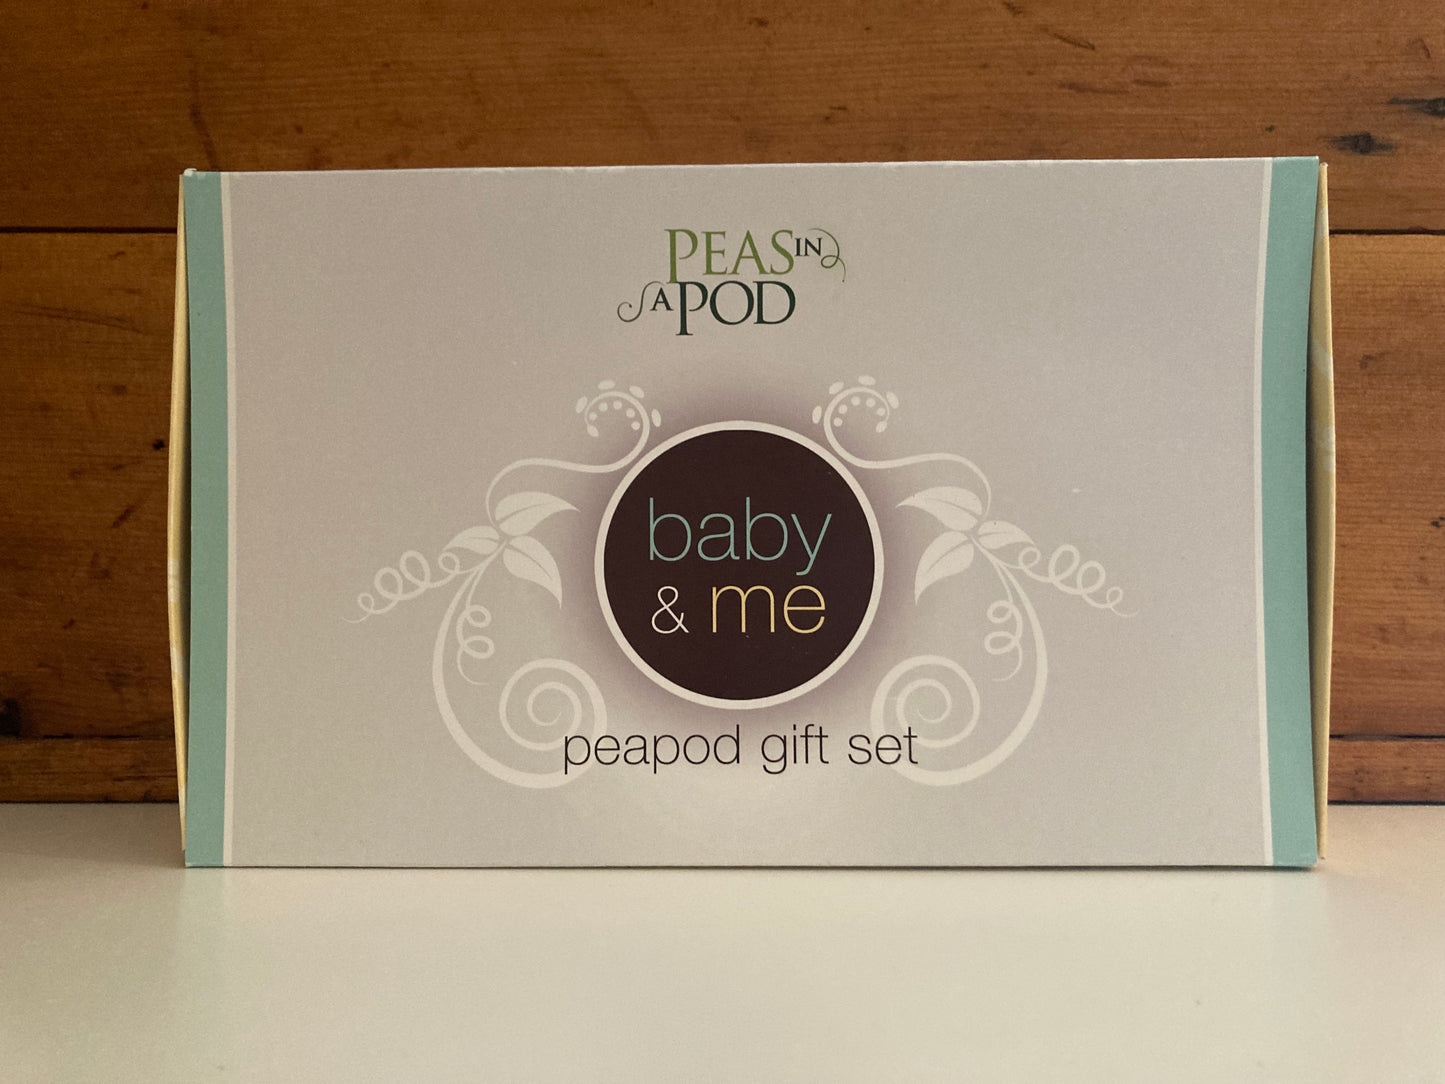 PEAS IN
A POD
baby
& me
peapod gift set